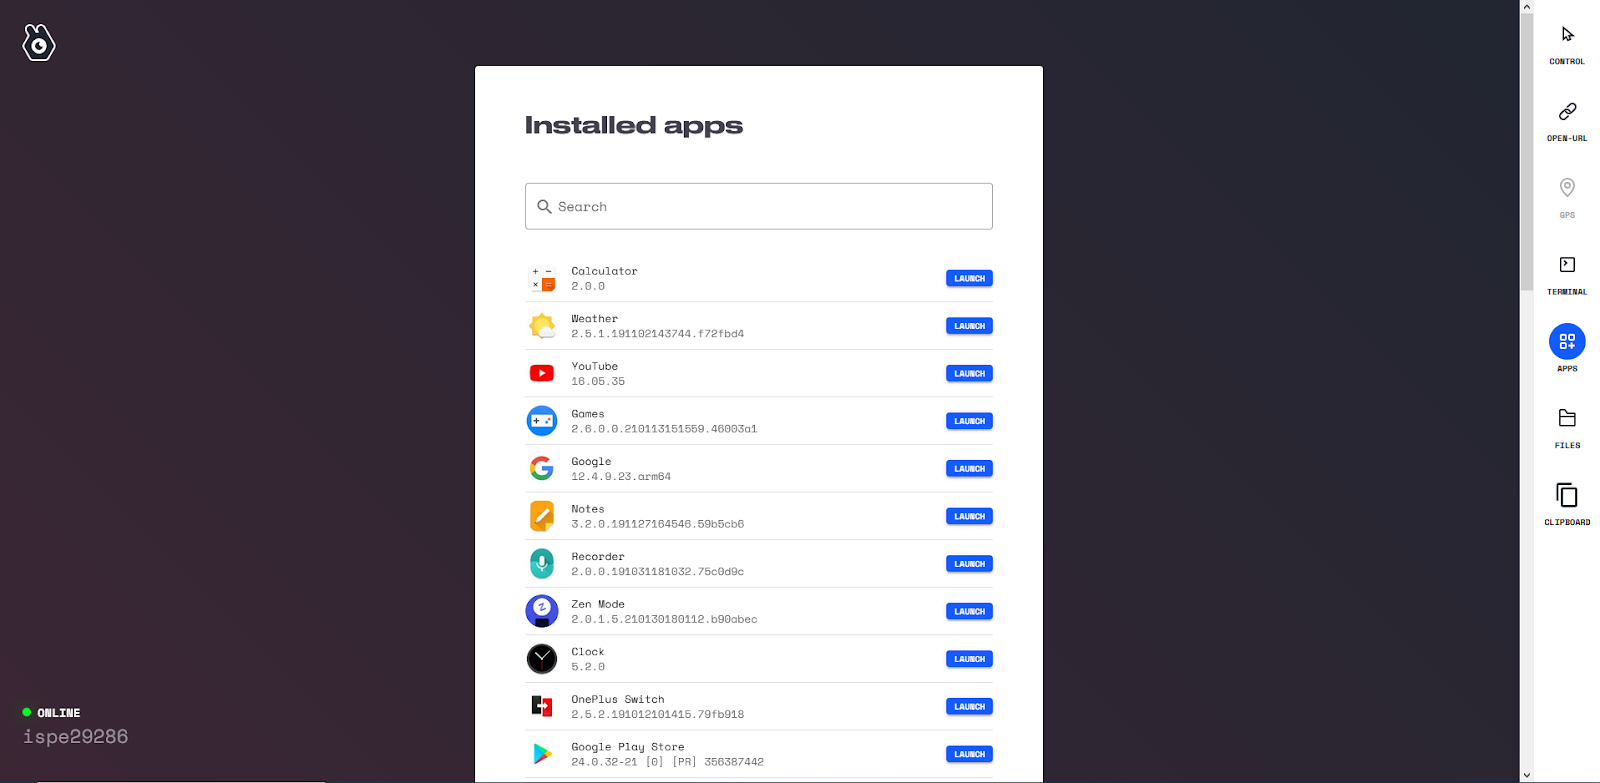 Installed apps
Search
Calculator
2.0.0
LAUNCH
Weather
2.5.1.191102143744.f72fbd4
LAUNCH
YouTube
16.05.35
LAUNCH
Games
2.6.0.0.210113151559.46003a1
LAUNCH
Google
12.4.9.23.arm64
LAUNCH
Notes
3.2.0.191127164546.59b5cb6
LAUNCH
Recorder
2.0.0.191031181032.75c0d9c
LAUNCH
Zen Mode
2.0.1.5.210130180112.b90abec
LAUNCH
Clock
5.2.0
LAUNCH
OnePlus Switch
2.5.2.191012101415.79fb918
LAUNCH
Google Play Store
24.0.32-21 [0] [PR] 356387442
LAUNCH
ONLINE
ispe29286
CONTROL
OPEN-URL
GPS
TERMINAL
APPS
FILES
CLIPBOARD